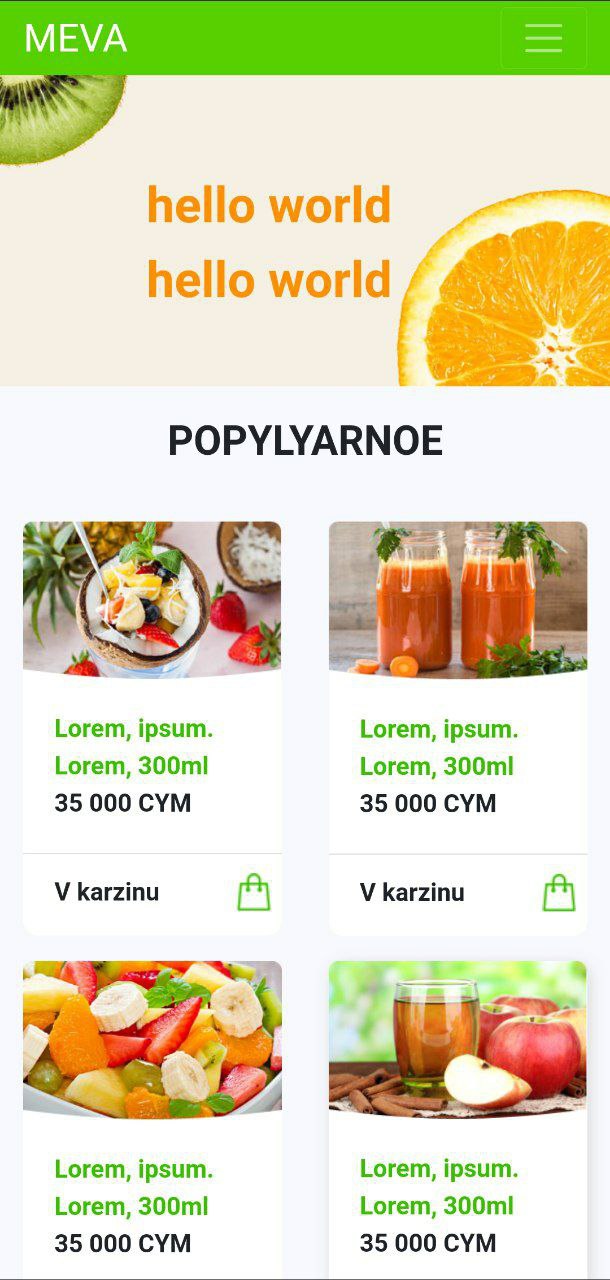 MEVA
hello world
hello world
POPYLYARNOE
Lorem, ipsum.
Lorem, 300ml
35 000 CYM
V karzinu
Lorem, ipsum.
Lorem, 300ml
35 000 CYM
V karzinu
Lorem, ipsum.
Lorem, 300ml
35 000 CYM
Lorem, ipsum.
Lorem, 300ml
35 000 CYM